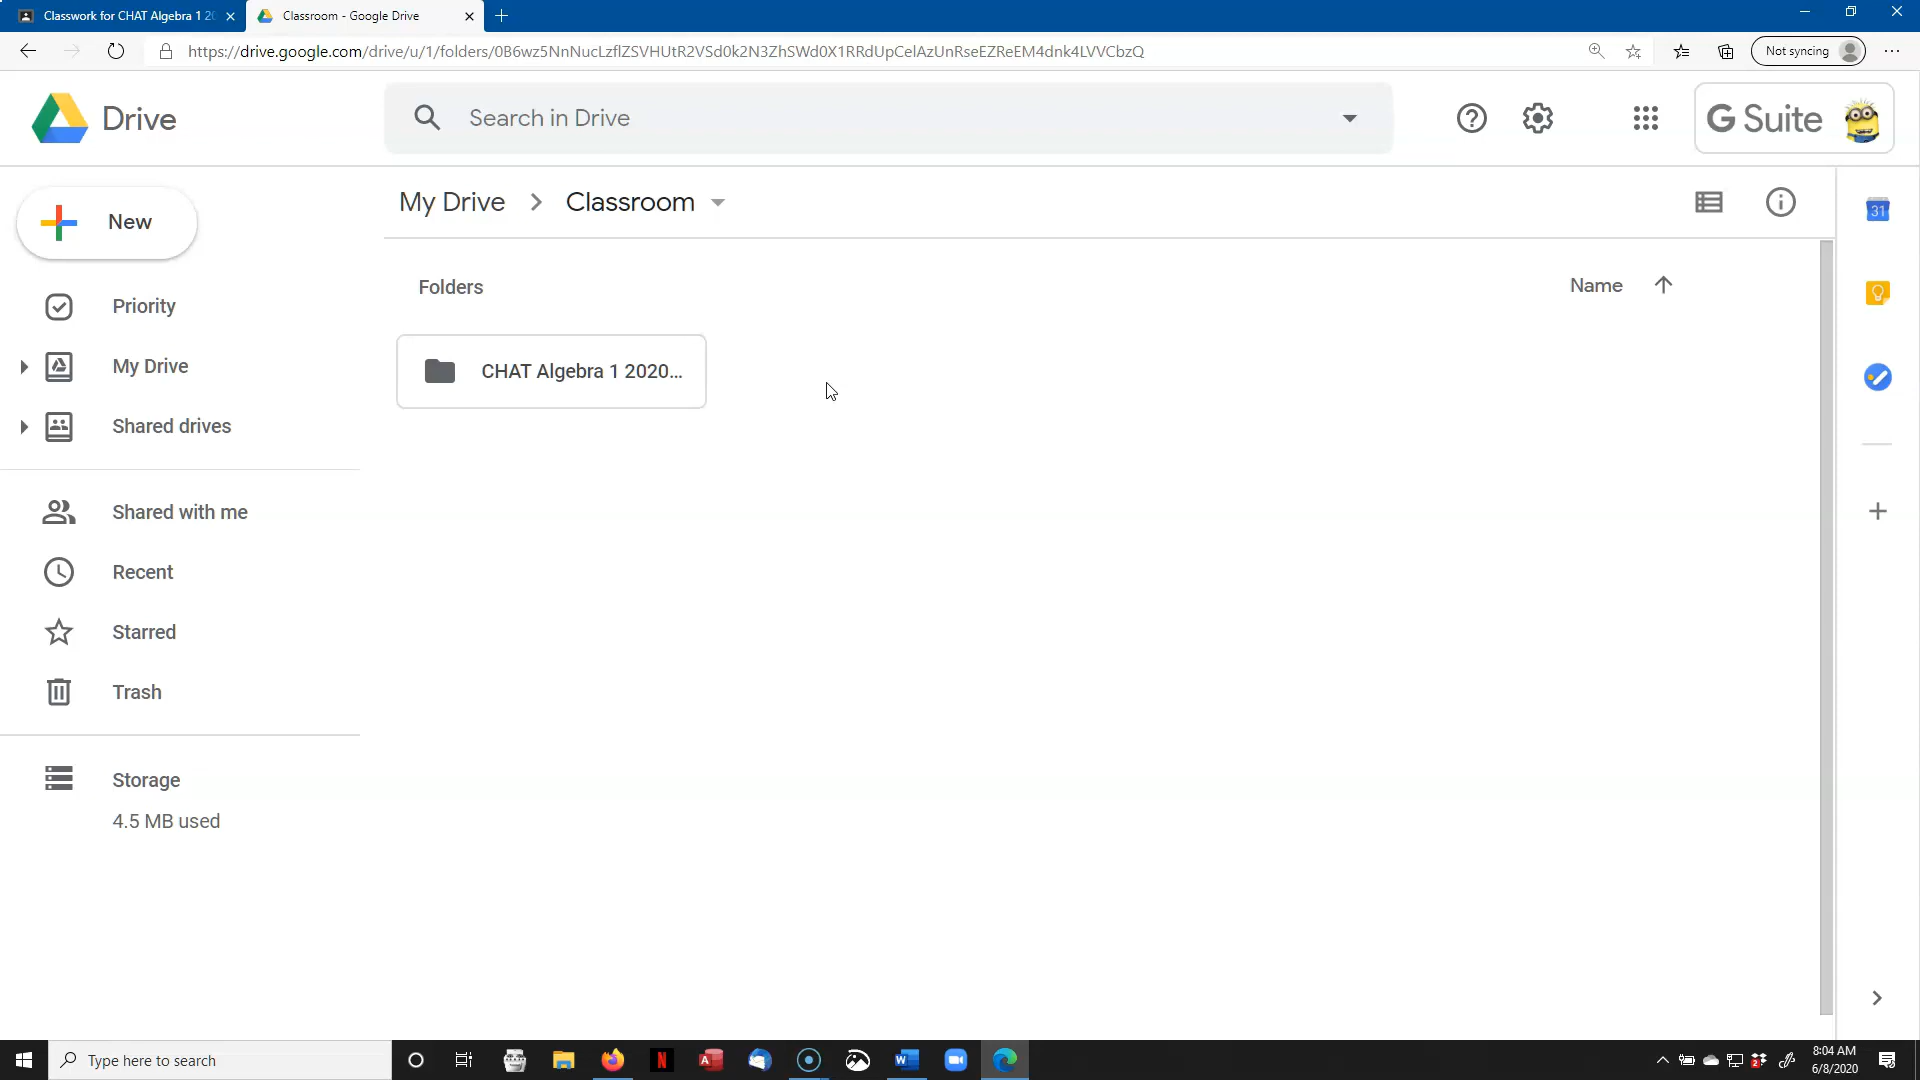 Classwork for CHAT Algebra 1 20
Classroom - Google Drive
https://drive.google.com/drive/u/1/folders/0B6wz5NnNucLzflZSVHUtR2VSd0k2N3ZhSWd0X1RRdUpCelAzUnRseEZReEM4dnk4LVVCbzQ
Not syncing
Drive
Search in Drive
G Suite
New
My Drive
Classroom
31
Folders
Name
Priority
CHAT Algebra 1 2020...
My Drive
Shared drives
Shared with me
Recent
Starred
Trash
Storage
4.5 MB used
Type here to search
8:04 AM
6/8/2020